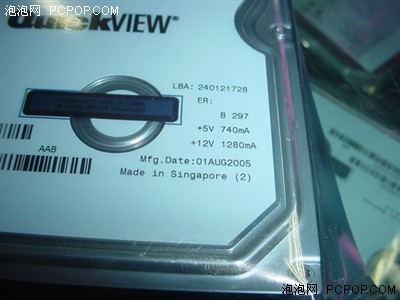 泡泡网 PCPOP.COM
QuickVIEW®
LBA: 240121728
ER:
B 297
+5V 740mA
+12V 1280mA
AAB
Mfg.Date:01AUG2005
Made in Singapore (2)
泡泡网 PCPOP.COM